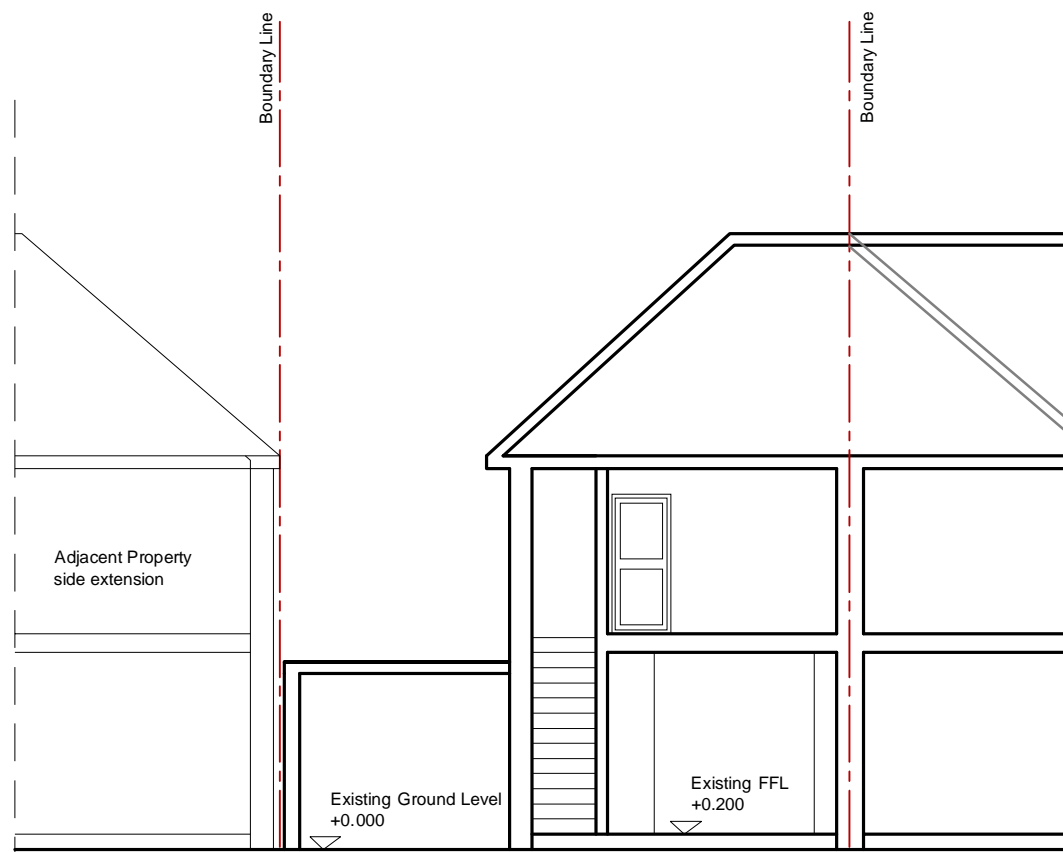 Boundary Line
Boundary Line
Adjacent Property
side extension
Existing Ground Level
+0.000
Existing FFL
+0.200